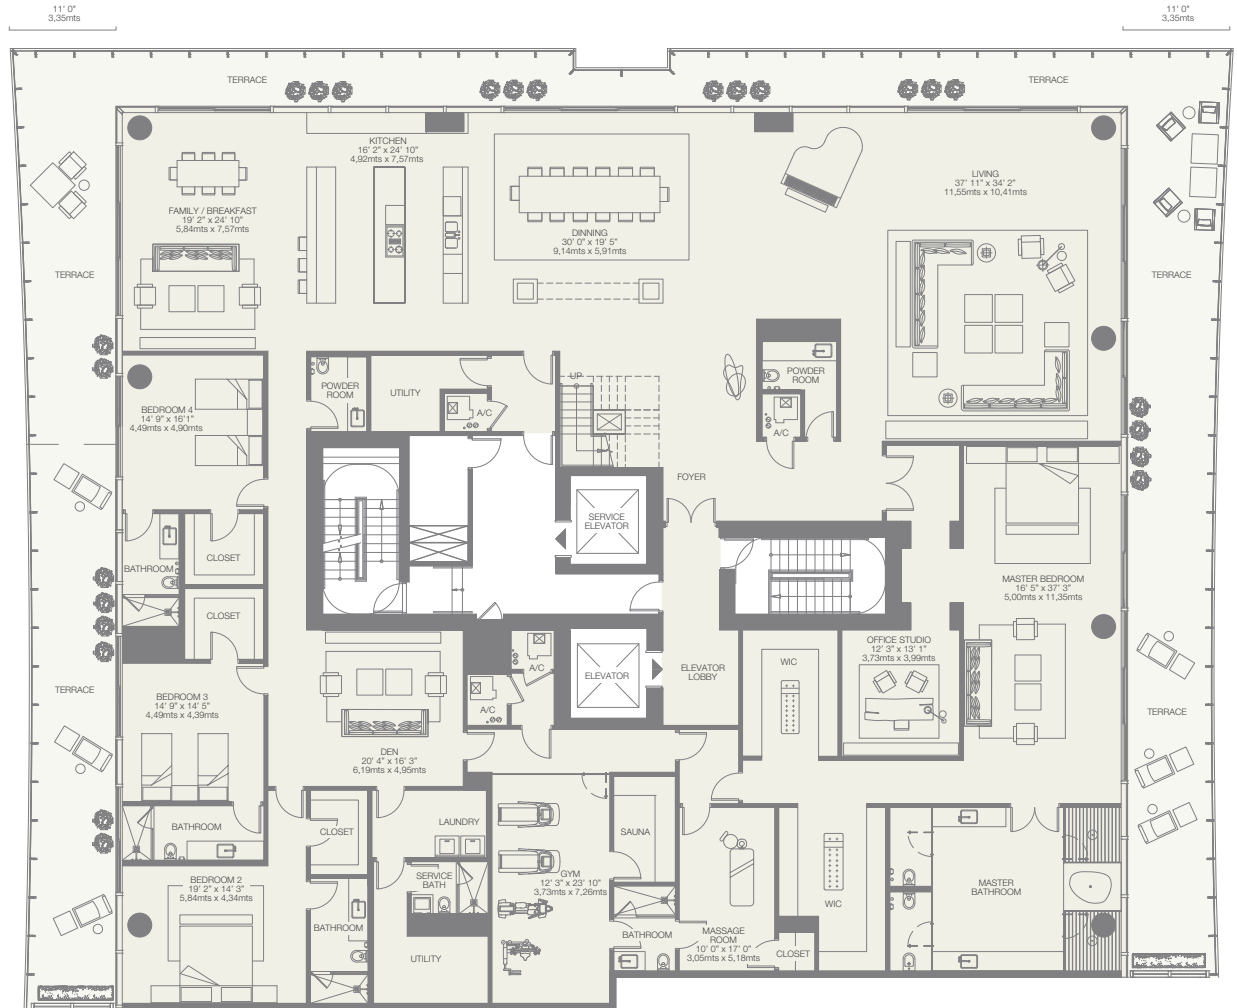 11' 0"
3,35mts
11' 0"
3,35mts
TERRACE
TERRACE
KITCHEN
16' 2" x 24' 10"
4,92mts x 7,57mts
LIVING
37' 11" x 34' 2"
11,55mts x 10,41mts
FAMILY / BREAKFAST
19' 2" x 24' 10"
5,84mts x 7,57mts
DINNING
30' 0" x 19' 5"
9,14mts x 5,91mts
TERRACE
TERRACE
UP
POWDER
ROOM
UTILITY
A/C
POWDER
ROOM
A/C
BEDROOM 4
14' 9" x 16'1"
4,49mts x 4,90mts
FOYER
SERVICE
ELEVATOR
CLOSET
BATHROOM
MASTER BEDROOM
16' 5" x 37' 3"
5,00mts x 11,35mts
CLOSET
OFFICE STUDIO
12' 3" x 13' 1"
3,73mts x 3,99mts
WIC
A/C
ELEVATOR
ELEVATOR
LOBBY
TERRACE
BEDROOM 3
14' 9" x 14' 5"
4,49mts x 4,39mts
A/C
TERRACE
DEN
20' 4" x 16' 3"
6,19mts x 4,95mts
BATHROOM
CLOSET
LAUNDRY
SAUNA
BEDROOM 2
19' 2" x 14' 3"
5,84mts x 4,34mts
SERVICE
BATH
GYM
12' 3" x 23' 10"
3,73mts x 7,26mts
MASTER
BATHROOM
WIC
BATHROOM
BATHROOM
MASSAGE
ROOM
10' 0" x 17' 0"
3,05mts x 5,18mts
CLOSET
UTILITY